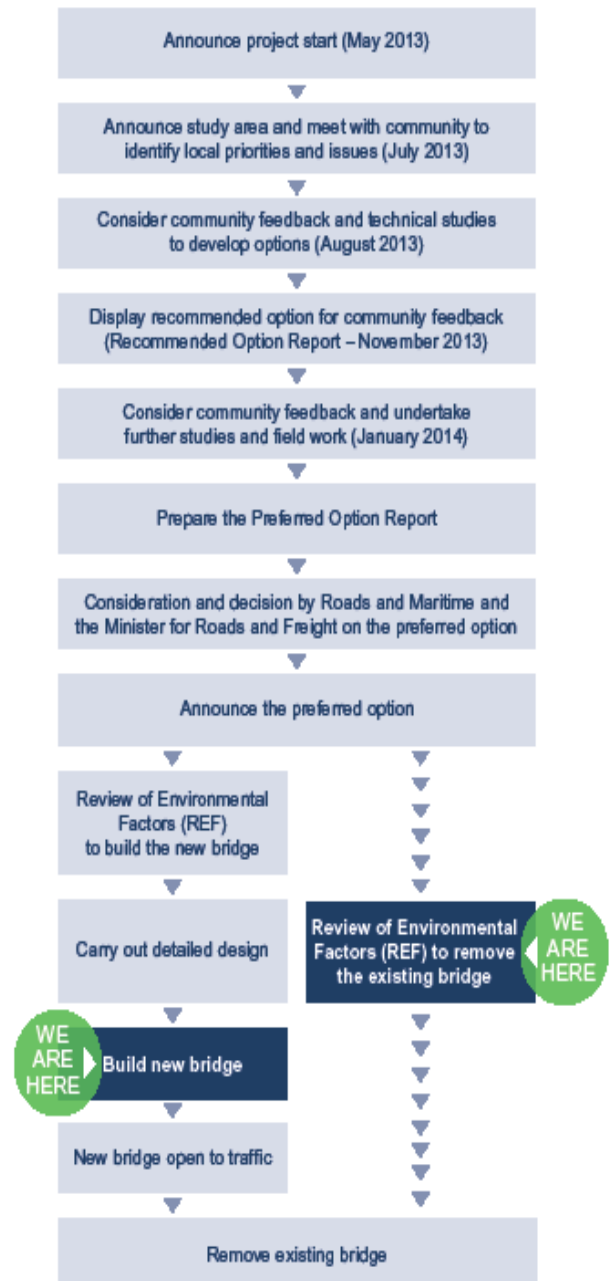 Announce project start (May 2013)
Announce study area and meet with community to
identify local priorities and issues (July 2013)
Consider community feedback and technical studies
to develop options (August 2013)
Display recommended option for community feedback
(Recommended Option Report – November 2013)
Consider community feedback and undertake
further studies and field work (January 2014)
Prepare the Preferred Option Report
Consideration and decision by Roads and Maritime and
the Minister for Roads and Freight on the preferred option
Announce the preferred option
Review of Environmental
Factors (REF)
to build the new bridge
Carry out detailed design
Review of Environmental
Factors (REF) to remove
the existing bridge
WE
ARE
HERE
WE
ARE
HERE
Build new bridge
New bridge open to traffic
Remove existing bridge